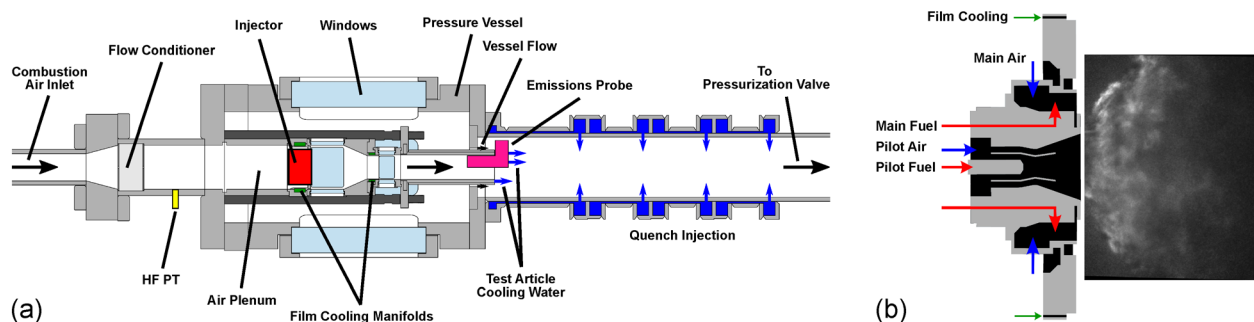 Combustion
Air Inlet
Flow Conditioner
Injector
Windows
Pressure Vessel
Vessel Flow
Emissions Probe
To
Pressurization Valve
HF PT
Air Plenum
Film Cooling Manifolds
Test Article
Cooling Water
Quench Injection
(a)
Film Cooling
Main Air
Main Fuel
Pilot Air
Pilot Fuel
(b)